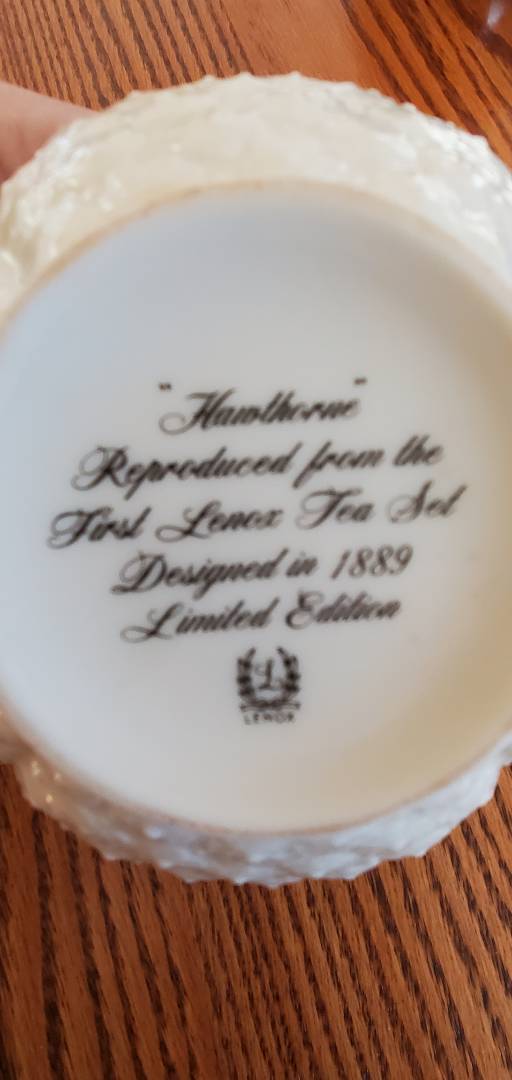 "Hawthorne"
Reproduced from the
First Lenox Tea Set
Designed in 1889
Limited Edition
L
LENOX